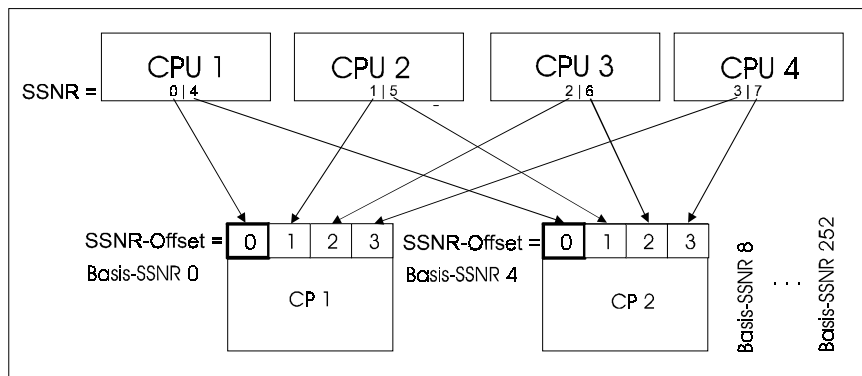 CPU 1
CPU 2
CPU 3
CPU 4
SSNR = 0 | 4
1 | 5
2 | 6
3 | 7
SSNR-Offset = 0 1 2 3
SSNR-Offset = 0 1 2 3
Basis-SSNR 0
Basis-SSNR 4
CP 1
CP 2
Basis-SSNR 8
. . .
Basis-SSNR 252